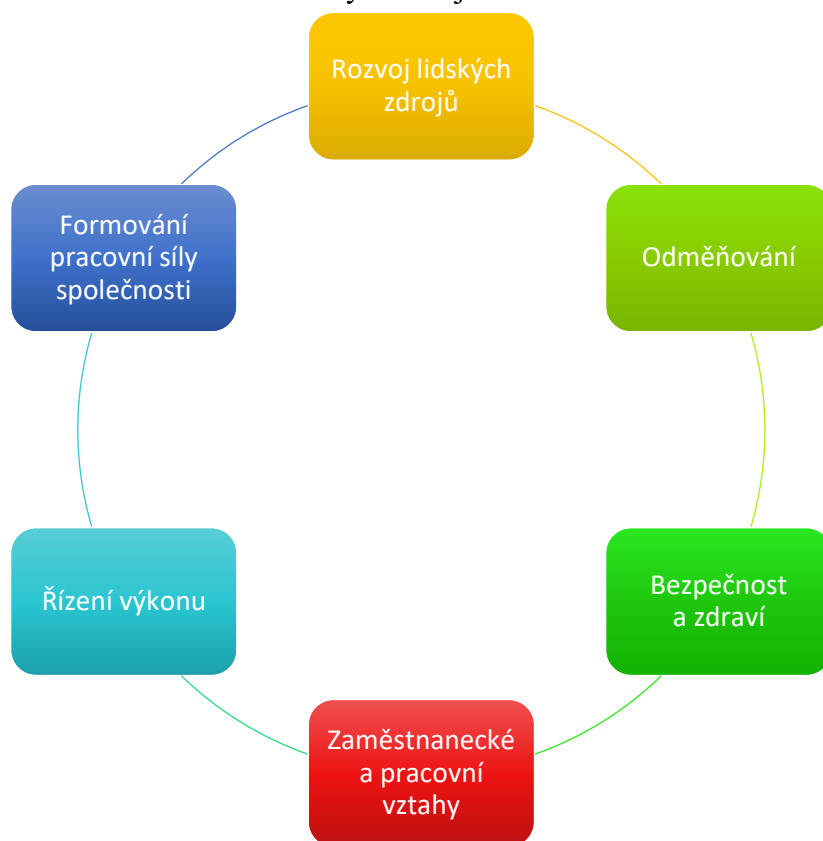 Rozvoj lidských
zdrojů
Odměňování
Bezpečnost
a zdraví
Zaměstnanecké
a pracovní
vztahy
Řízení výkonu
Formování
pracovní síly
společnosti